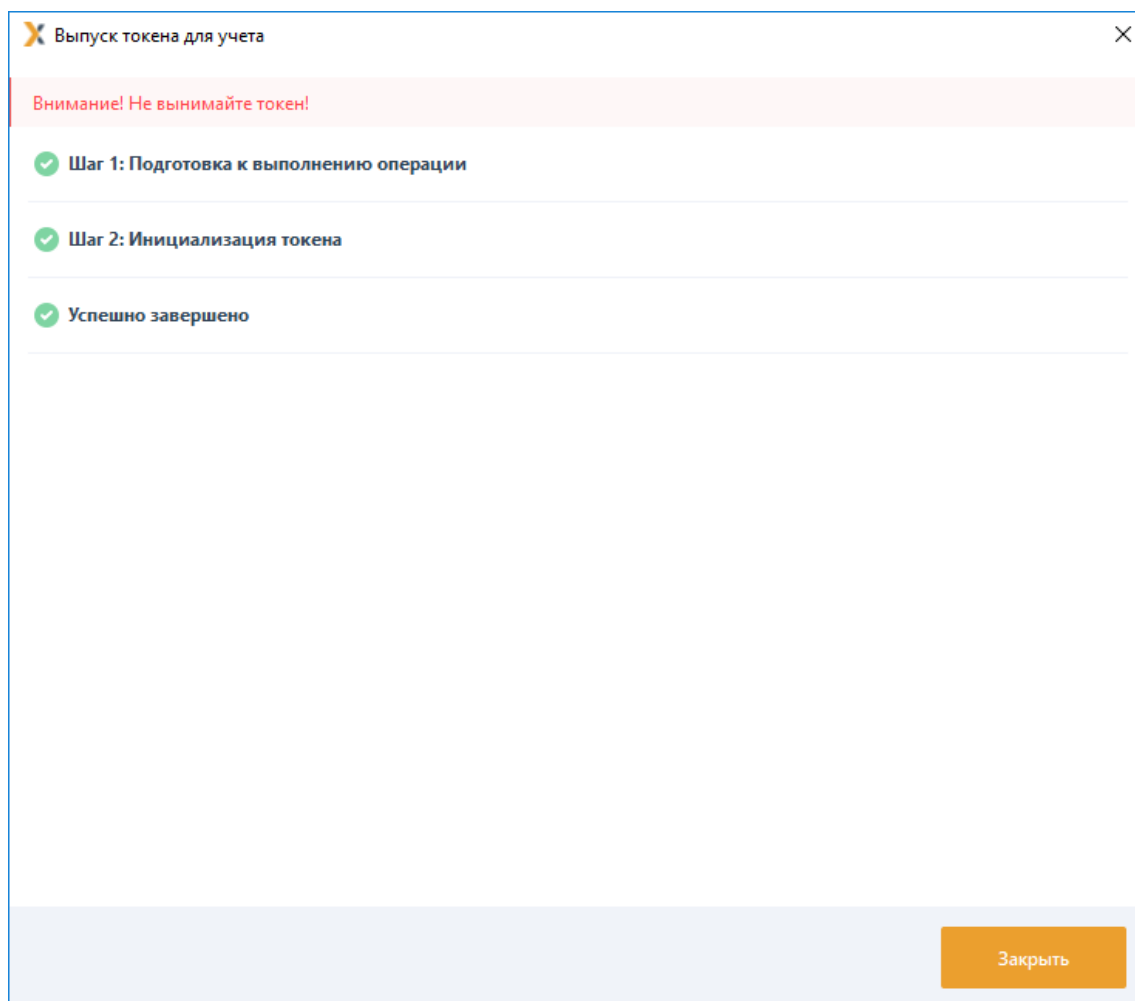 Выпуск токена для учета
Внимание! Не вынимайте токен!
Шаг 1: Подготовка к выполнению операции
Шаг 2: Инициализация токена
Успешно завершено
Закрыть